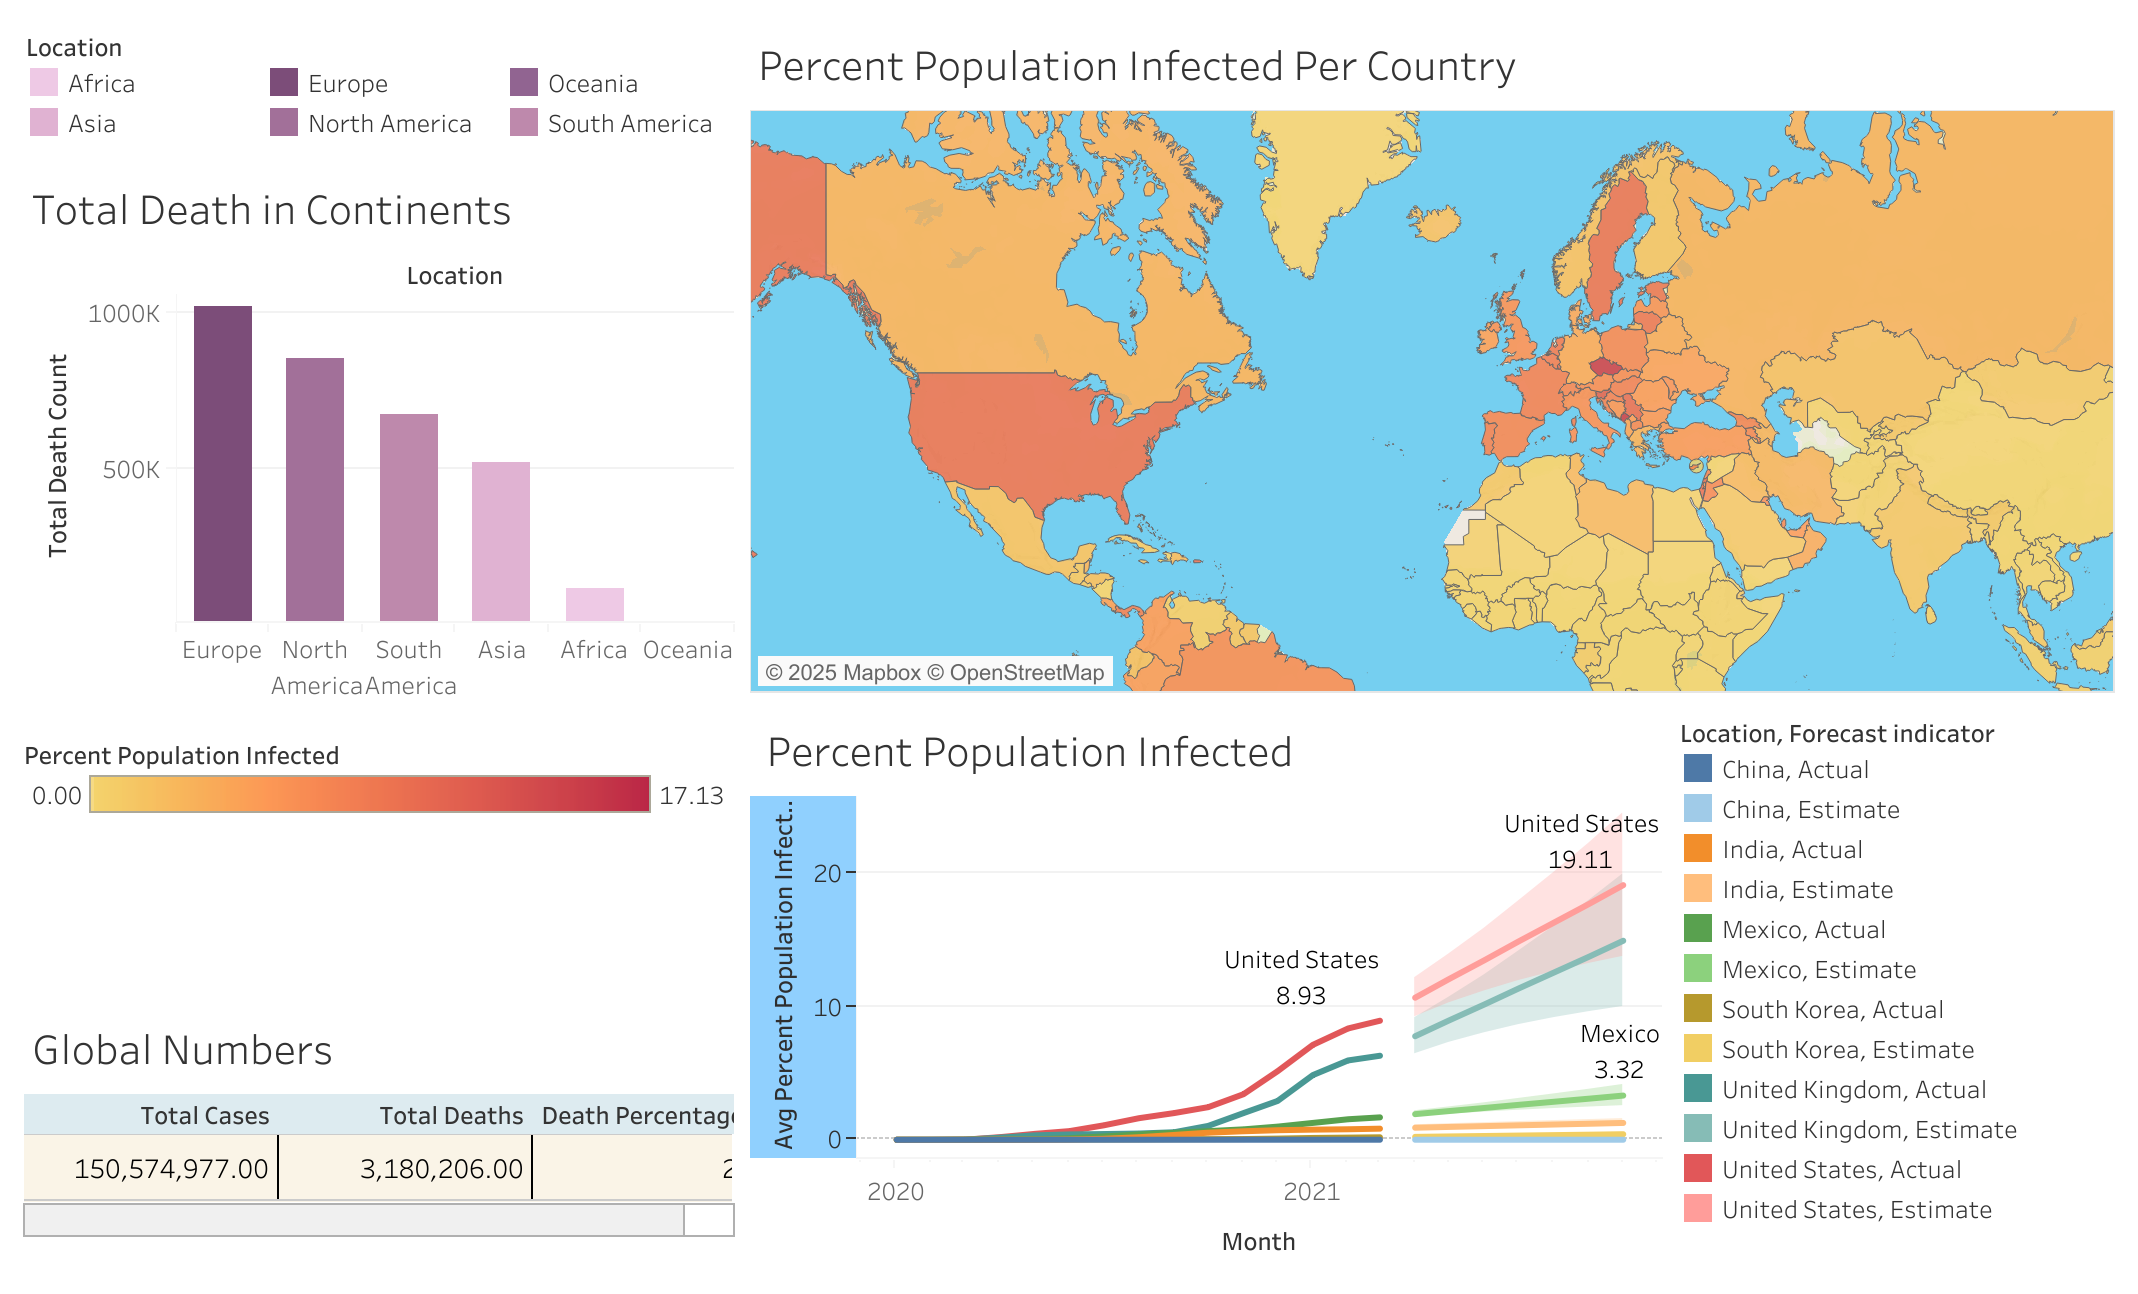 Location
Africa
Europe
Oceania
Asia
North America
South America
Total Death in Continents
Location
Total Death Count
1000K
500K
Europe
North
America
South
America
Asia
Africa
Oceania
Percent Population Infected
0.00
17.13
Global Numbers
Total Cases
Total Deaths
Death Percentage
150,574,977.00
3,180,206.00
2
Percent Population Infected Per Country
© 2025 Mapbox © OpenStreetMap
Percent Population Infected
Avg Percent Population Infect..
20
10
0
United States
19.11
United States
8.93
Mexico
3.32
2020
2021
Month
Location, Forecast indicator
China, Actual
China, Estimate
India, Actual
India, Estimate
Mexico, Actual
Mexico, Estimate
South Korea, Actual
South Korea, Estimate
United Kingdom, Actual
United Kingdom, Estimate
United States, Actual
United States, Estimate